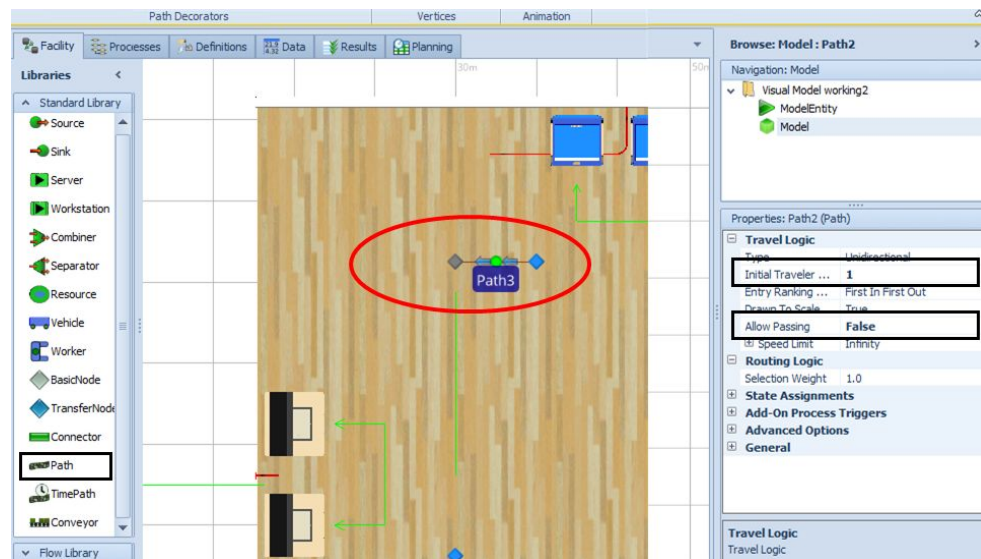 Path Decorators
Vertices
Animation
Facility
Processes
Definitions
Data
Results
Planning
Libraries
Standard Library
Source
Sink
Server
Workstation
Combiner
Separator
Resource
Vehicle
Worker
BasicNode
TransferNode
Connector
Path
TimePath
Conveyor
Flow Library
30m
50m
Path3
Browse: Model : Path2
Navigation: Model
Visual Model working2
ModelEntity
Model
Properties: Path2 (Path)
Travel Logic
Type Unidirectional
Initial Traveler ... 1
Entry Ranking ... First In First Out
Drawn To Scale True
Allow Passing False
Speed Limit Infinity
Routing Logic
Selection Weight 1.0
State Assignments
Add-On Process Triggers
Advanced Options
General
Travel Logic
Travel Logic